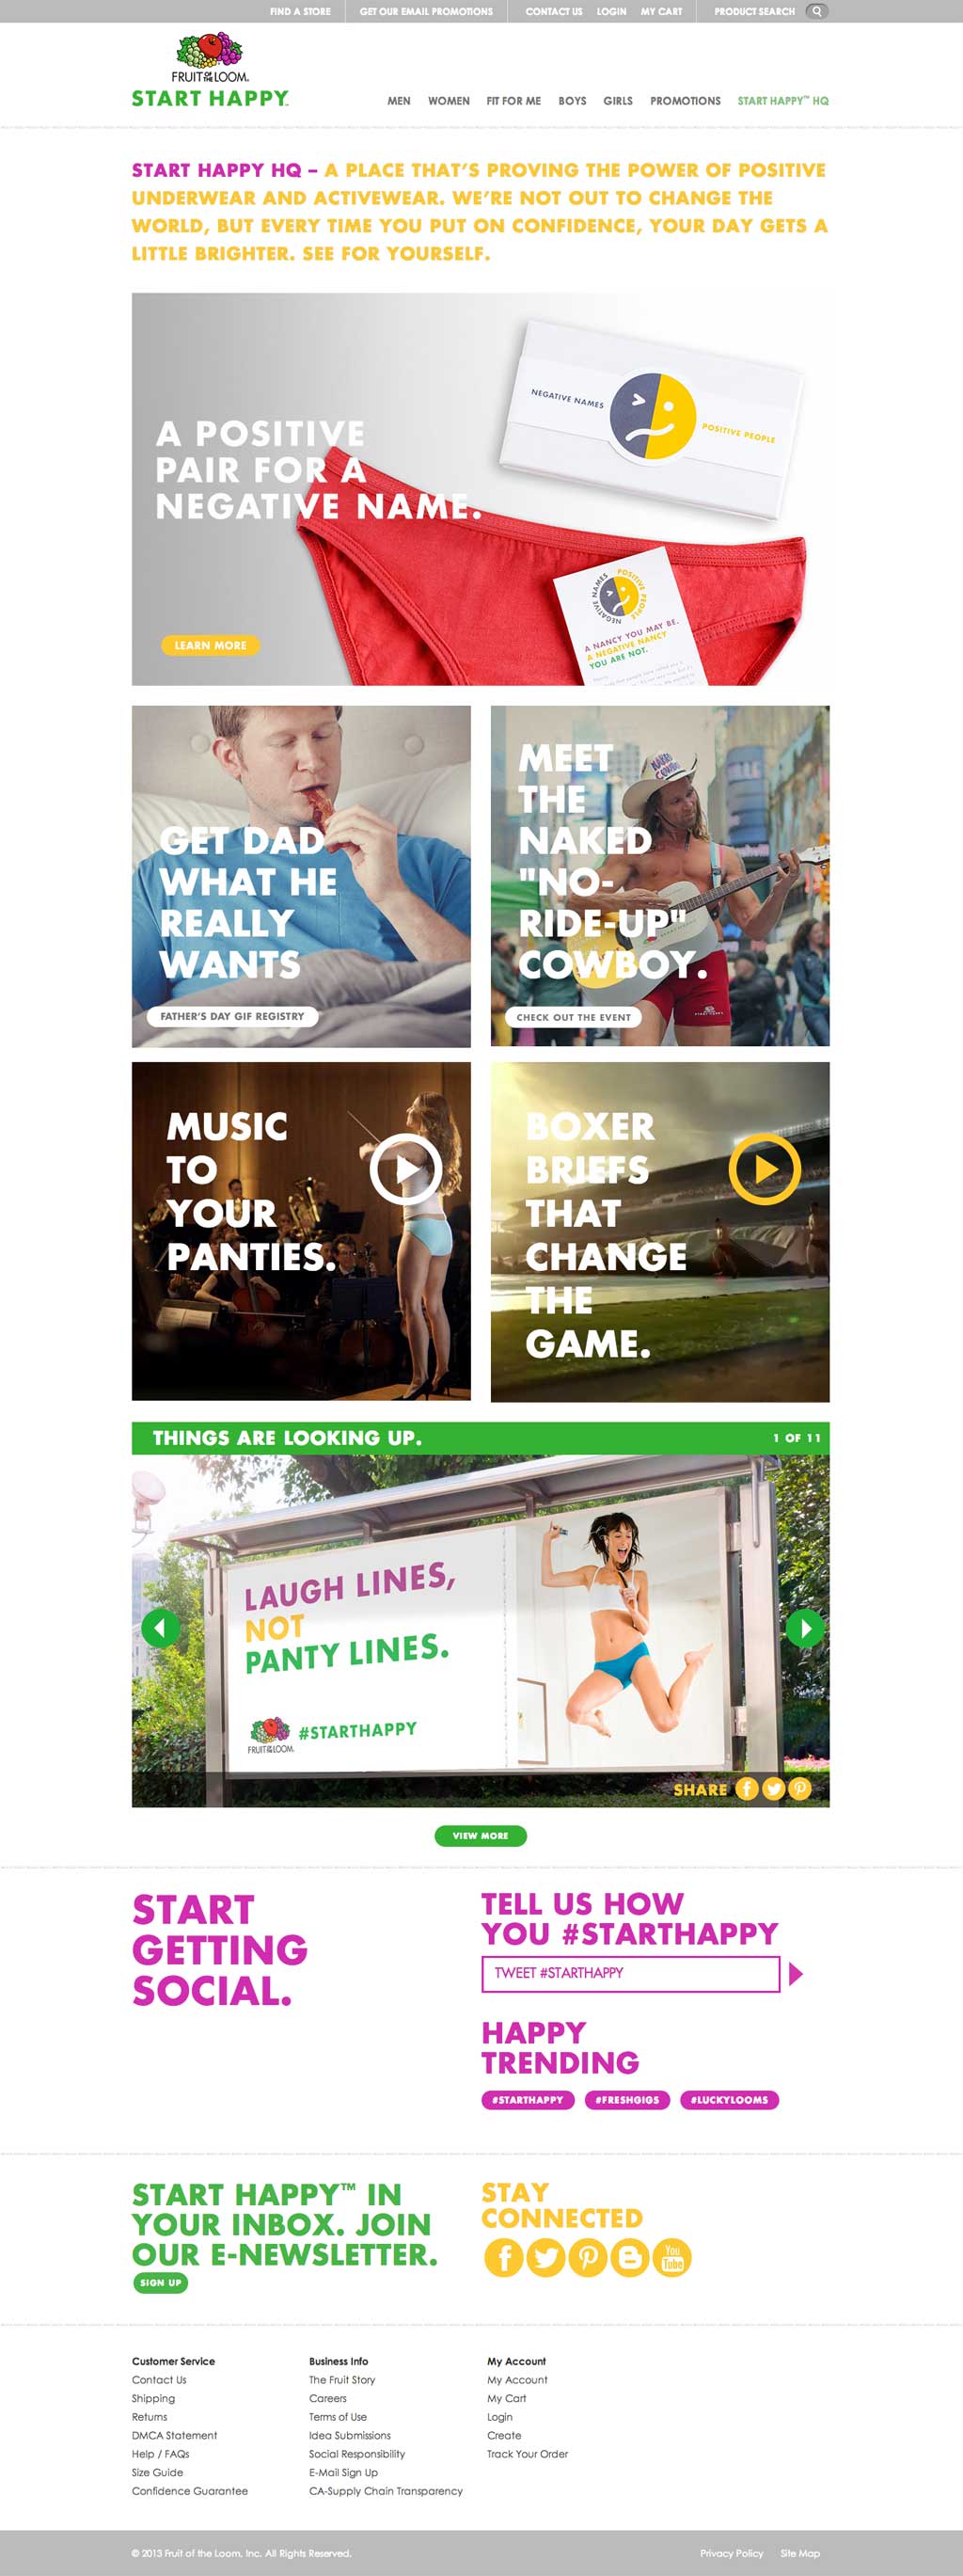 FIND A STORE
GET OUR EMAIL PROMOTIONS
CONTACT US
LOGIN
MY CART
PRODUCT SEARCH
FRUIT OF THE LOOM.
START HAPPY™
MEN
WOMEN
FIT FOR ME
BOYS
GIRLS
PROMOTIONS
START HAPPY™ HQ
START HAPPY HQ – A PLACE THAT'S PROVING THE POWER OF POSITIVE
UNDERWEAR AND ACTIVEWEAR. WE'RE NOT OUT TO CHANGE THE
WORLD, BUT EVERY TIME YOU PUT ON CONFIDENCE, YOUR DAY GETS A
LITTLE BRIGHTER. SEE FOR YOURSELF.
NEGATIVE NAMES
POSITIVE PEOPLE
A POSITIVE
PAIR FOR A
NEGATIVE NAME.
POSITIVE PEOPLE
NEGATIVE NAMES
A NANCY YOU MAY BE.
A NEGATIVE NANCY
YOU ARE NOT.
LEARN MORE
GET DAD
WHAT HE
REALLY
WANTS
FATHER'S DAY GIF REGISTRY
NAKED
COWBOY
MEET
THE
NAKED
"NO-
RIDE-UP"
COWBOY.
CHECK OUT THE EVENT
MUSIC
TO
YOUR
PANTIES.
BOXER
BRIEFS
THAT
CHANGE
THE
GAME.
THINGS ARE LOOKING UP.
1 OF 11
LAUGH LINES,
NOT
PANTY LINES.
FRUIT OF THE LOOM.
#STARTHAPPY
SHARE
VIEW MORE
START
GETTING
SOCIAL.
TELL US HOW
YOU #STARTHAPPY
TWEET #STARTHAPPY
HAPPY
TRENDING
#STARTHAPPY
#FRESHGIGS
#LUCKYLOOMS
START HAPPY™ IN
YOUR INBOX. JOIN
OUR E-NEWSLETTER.
SIGN UP
STAY
CONNECTED
You
Tube
Customer Service
Contact Us
Shipping
Returns
DMCA Statement
Help / FAQs
Size Guide
Confidence Guarantee
Business Info
The Fruit Story
Careers
Terms of Use
Idea Submissions
Social Responsibility
E-Mail Sign Up
CA-Supply Chain Transparency
My Account
My Account
My Cart
Login
Create
Track Your Order
© 2013 Fruit of the Loom, Inc. All Rights Reserved.
Privacy Policy
Site Map